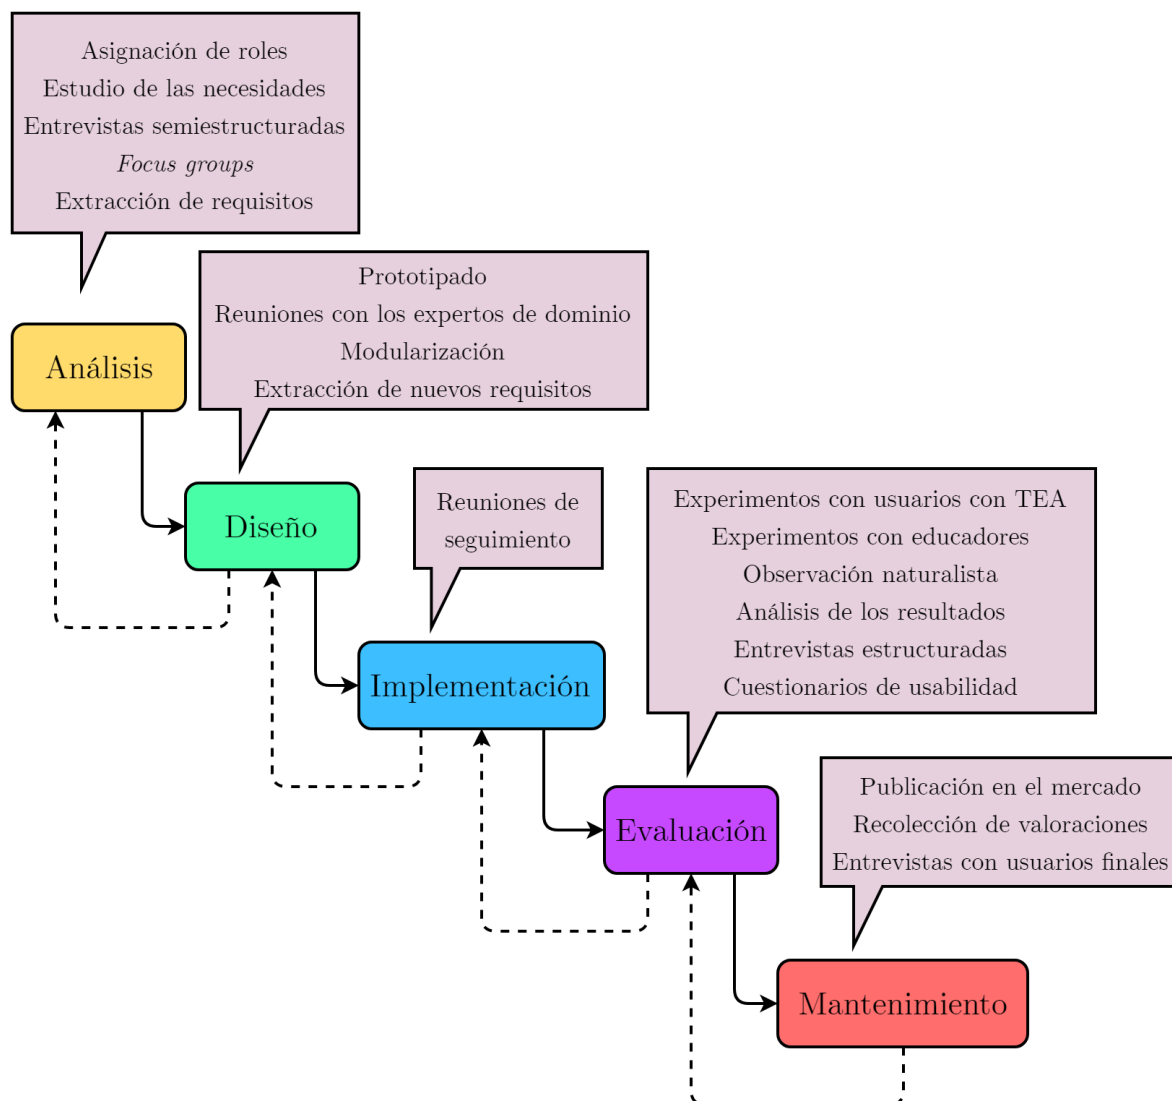 Asignación de roles
Estudio de las necesidades
Entrevistas semiestructuradas
Focus groups
Extracción de requisitos
Análisis
Prototipado
Reuniones con los expertos de dominio
Modularización
Extracción de nuevos requisitos
Diseño
Reuniones de
seguimiento
Implementación
Experimentos con usuarios con TEA
Experimentos con educadores
Observación naturalista
Análisis de los resultados
Entrevistas estructuradas
Cuestionarios de usabilidad
Evaluación
Publicación en el mercado
Recolección de valoraciones
Entrevistas con usuarios finales
Mantenimiento